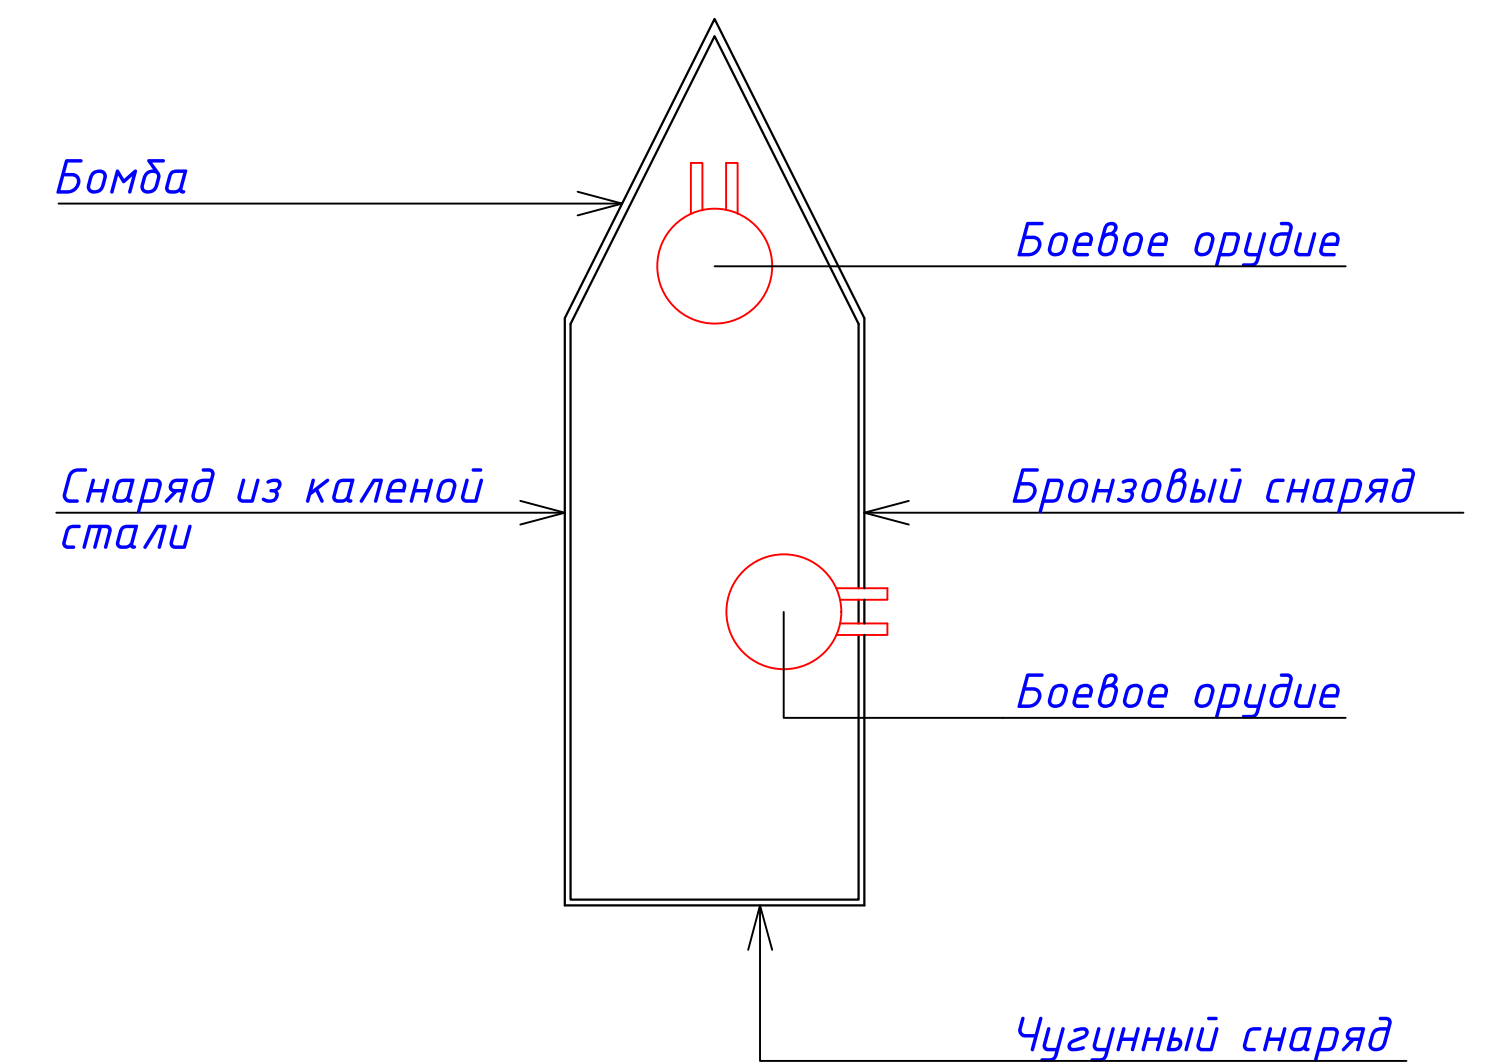 Бомба
Боевое орудие
Снаряд из каленой
стали
Бронзовый снаряд
Боевое орудие
Чугунный снаряд